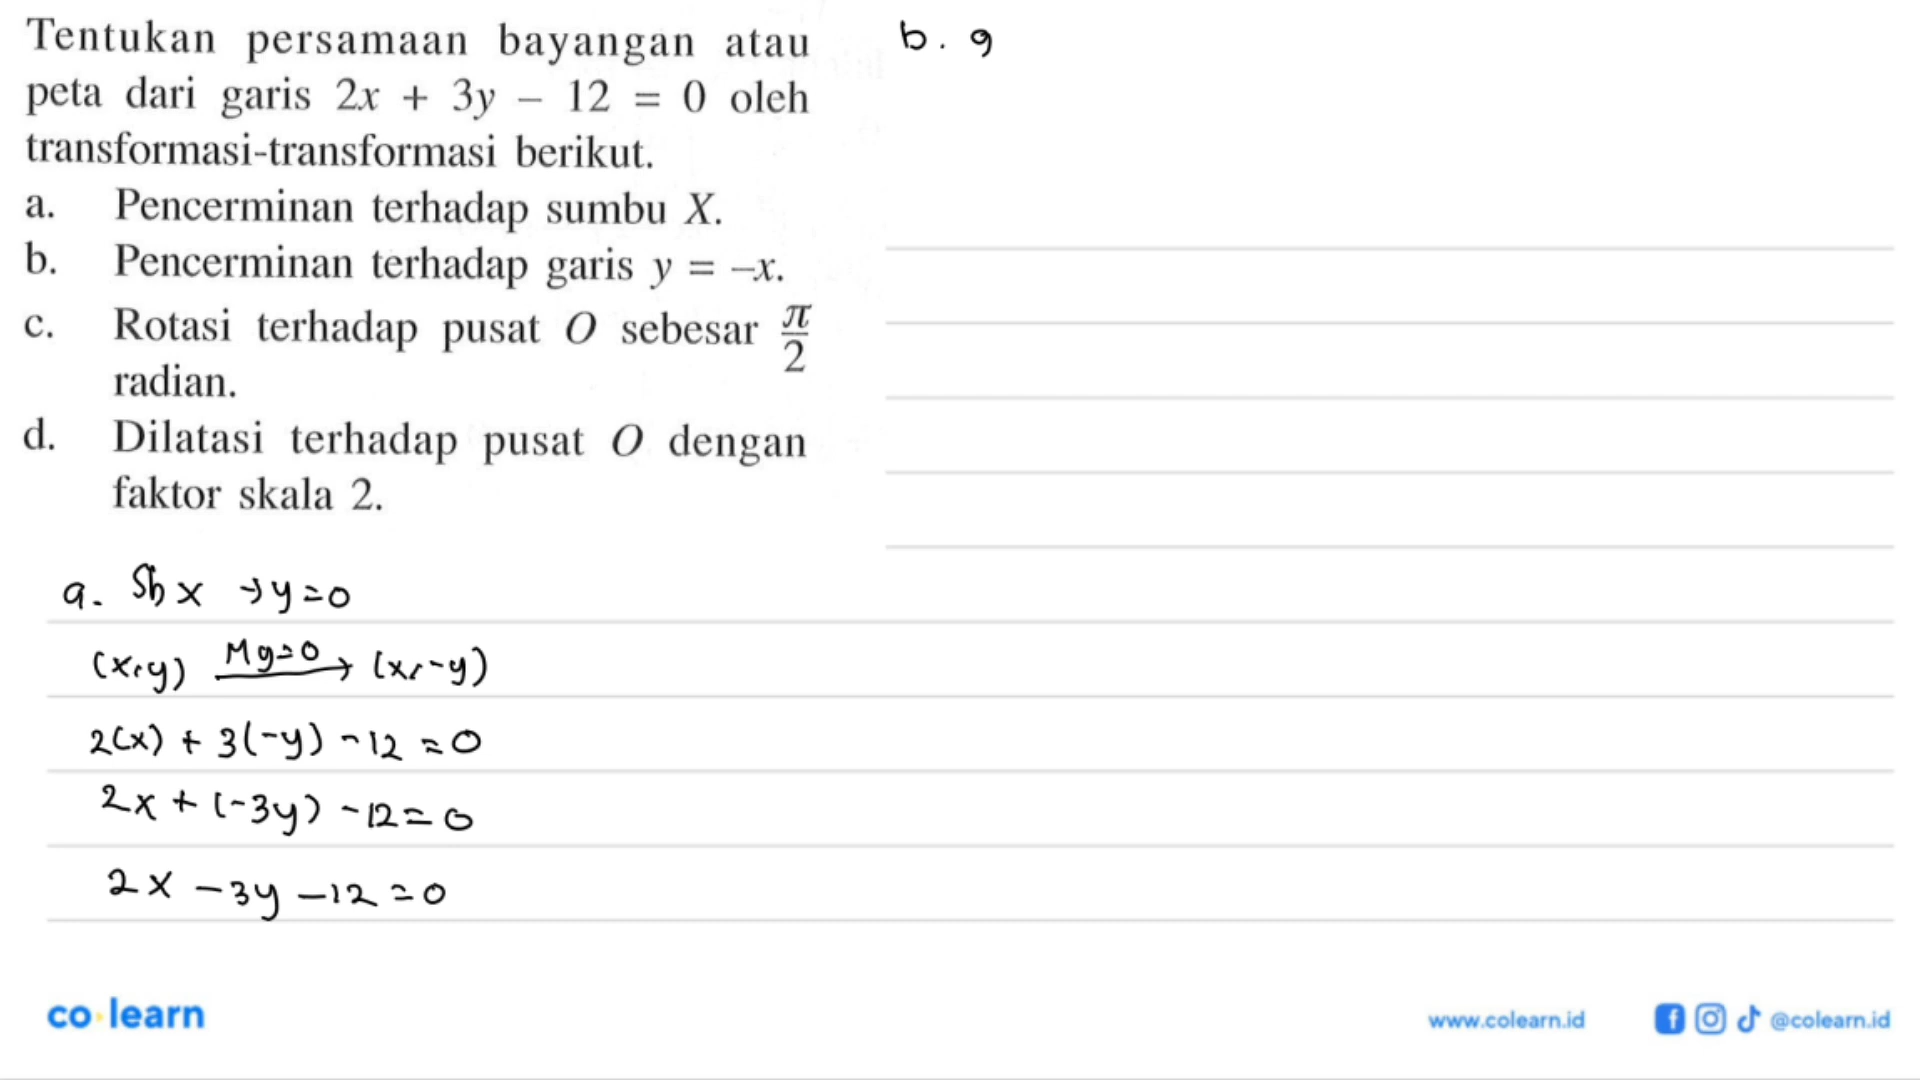 Tentukan persamaan bayangan atau
peta dari garis 2x + 3y – 12 = 0 oleh
transformasi-transformasi berikut.
a. Pencerminan terhadap sumbu X.
b. Pencerminan terhadap garis y = –x.
c. Rotasi terhadap pusat O sebesar π/2
radian.
d. Dilatasi terhadap pusat O dengan
faktor skala 2.
a. Sb x → y=0
(x,y) My=0→ (x,-y)
2(x) + 3(-y) - 12 = 0
2x + (-3y) - 12 = 0
2x - 3y - 12 = 0
b. g
co learn
www.colearn.id
@colearn.id